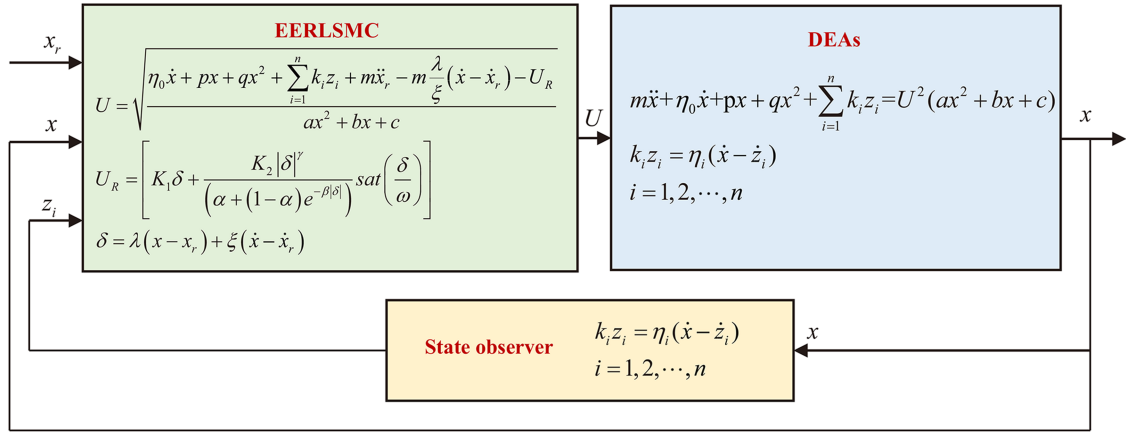 EERLSMC
x_r
U = \sqrt{\frac{\eta_0\dot{x} + px + qx^2 + \sum_{i=1}^{n} k_i z_i + m\ddot{x}_r - m\frac{\lambda}{\xi}(\dot{x} - \dot{x}_r) - U_R}{ax^2 + bx + c}}
x
U_R = \left[ K_1\delta + \frac{K_2|\delta|^\gamma}{\left(\alpha + (1-\alpha)e^{-\beta|\delta|}\right)} sat\left(\frac{\delta}{\omega}\right) \right]
z_i
\delta = \lambda(x - x_r) + \xi(\dot{x} - \dot{x}_r)
U
DEAs
m\ddot{x} + \eta_0\dot{x} + px + qx^2 + \sum_{i=1}^{n} k_i z_i = U^2(ax^2 + bx + c)
k_i z_i = \eta_i(\dot{x} - \dot{z}_i)
i = 1, 2, \cdots, n
x
State observer
k_i z_i = \eta_i(\dot{x} - \dot{z}_i)
i = 1, 2, \cdots, n
x